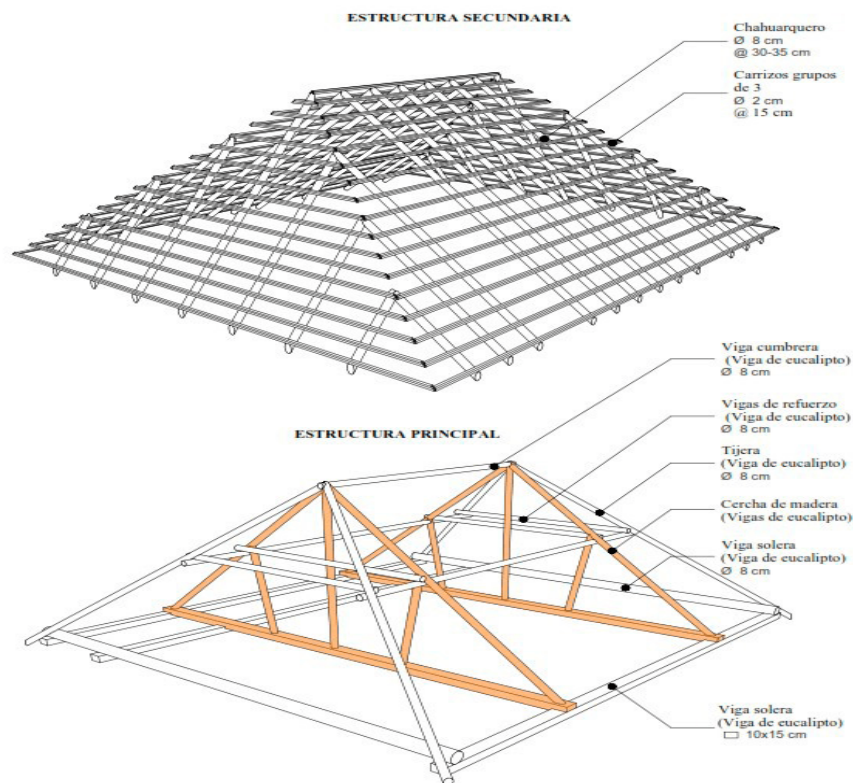 ESTRUCTURA SECUNDARIA
Chahuarquero
Ø 8 cm
@ 30-35 cm
Carrizos grupos
de 3
Ø 2 cm
@ 15 cm
Viga cumbrera
(Viga de eucalipto)
Ø 8 cm
Vigas de refuerzo
(Viga de eucalipto)
Ø 8 cm
ESTRUCTURA PRINCIPAL
Tijera
(Viga de eucalipto)
Ø 8 cm
Cercha de madera
(Vigas de eucalipto)
Viga solera
(Viga de eucalipto)
Ø 8 cm
Viga solera
(Viga de eucalipto)
10x15 cm